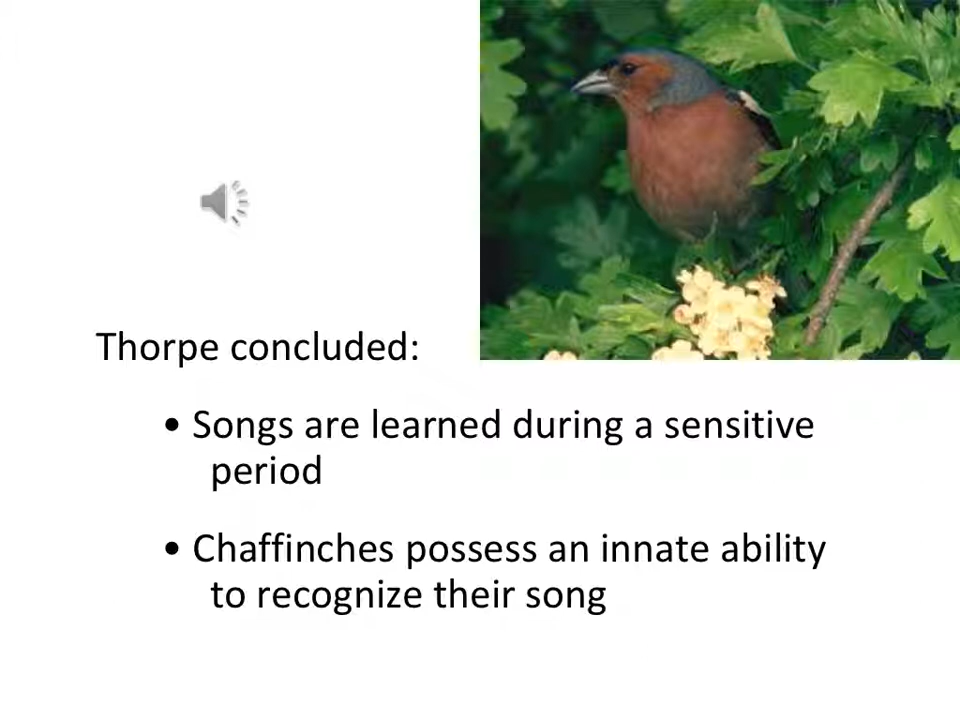 Thorpe concluded:
• Songs are learned during a sensitive
period
• Chaffinches possess an innate ability
to recognize their song